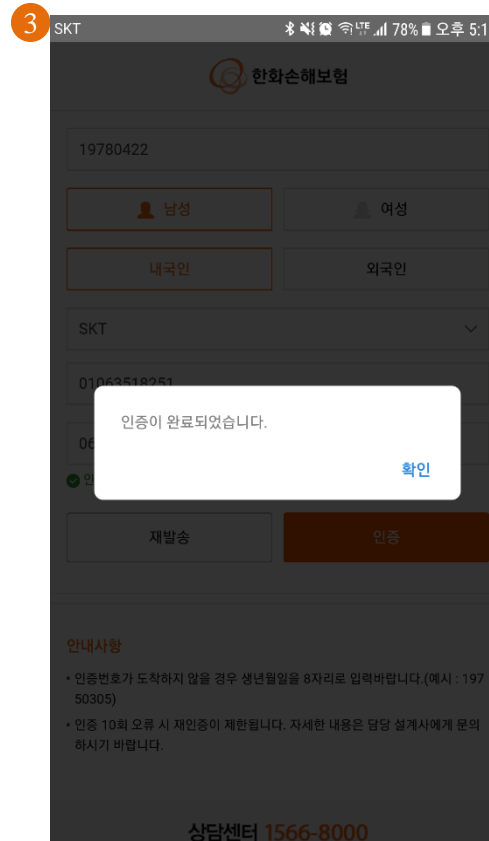 3
SKT LTE 78% 오후 5:1
한화손해보험
19780422
남성 여성
내국인 외국인
SKT
01063518251
인증이 완료되었습니다.
06
확인
인
재발송 인증
안내사항
• 인증번호가 도착하지 않을 경우 생년월일을 8자리로 입력바랍니다.(예시 : 197
50305)
• 인증 10회 오류 시 재인증이 제한됩니다. 자세한 내용은 담당 설계사에게 문의
하시기 바랍니다.
상담센터 1566-8000